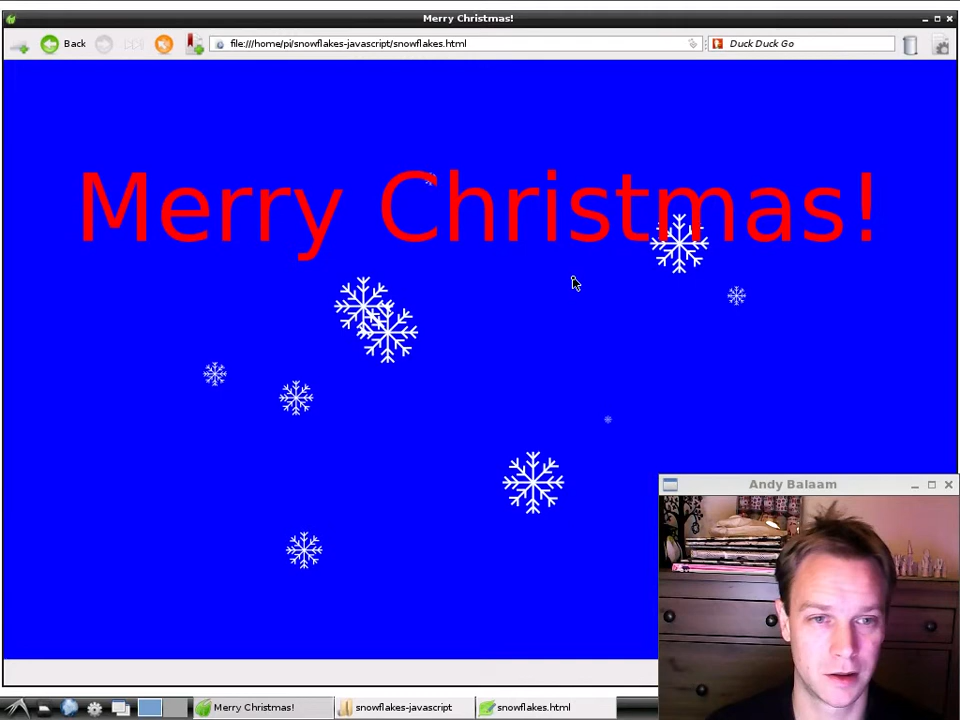 Merry Christmas!
Back
file:///home/pi/snowflakes-javascript/snowflakes.html
Duck Duck Go
Merry Christmas!
Andy Balaam
Merry Christmas!
snowflakes-javascript
snowflakes.html